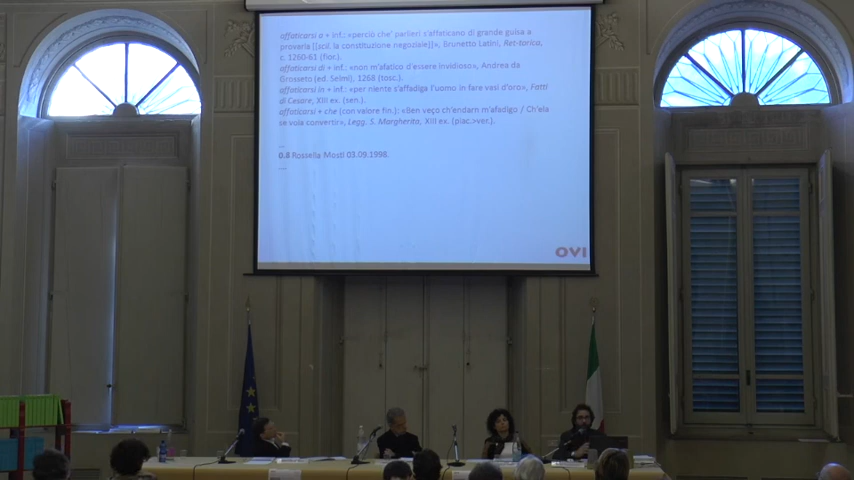 affaticarsi a + inf.: «perciò che' parlieri s'affaticano di grande guisa a
provarla [[scil. la constituzione negoziale]]», Brunetto Latini, Rettorica,
c. 1260-61 (fior.).
affaticarsi di + inf.: «non m'afatico d'essere invidioso», Andrea da
Grosseto (ed. Selmi), 1268 (tosc.).
affaticarsi in + inf.: «per niente s'affadiga l'uomo in fare vasi d'oro», Fatti
di Cesare, XIII ex. (sen.).
affaticarsi + che (con valore fin.): «Ben veço ch'endarn m'afadigo / Ch'ela
se voia convertir», Legg. S. Margherita, XIII ex. (piac.>ver.).
0.8 Rossella Mosti 03.09.1998.
OVI